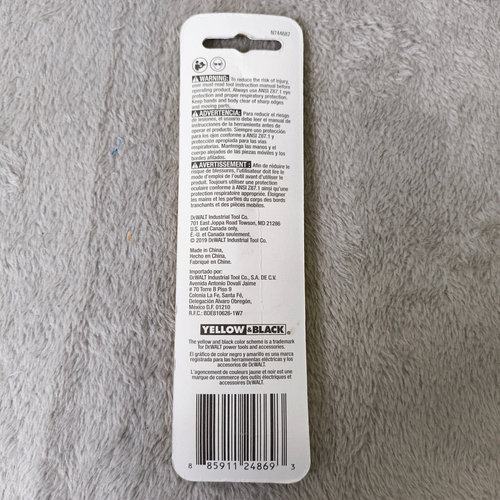 N744687
WARNING: To reduce the risk of injury,
user must read tool instruction manual before
operating product. Always use ANSI Z87.1 eye
protection and proper respiratory protection.
Keep hands and body clear of sharp edges
and moving parts.
ADVERTENCIA: Para reducir el riesgo
de lesiones, el usuario debe leer el manual de
instrucciones de la herramienta antes de
operar el producto. Siempre use protección
para los ojos conforme a ANSI Z87.1 y
protección apropiada para las vías
respiratorias. Mantenga las manos y el
cuerpo alejados de las piezas móviles y los
bordes afilados.
AVERTISSEMENT : Afin de réduire le
risque de blessures, l'utilisateur doit lire le
mode d'emploi de l'outil avant d'utiliser le
produit. Toujours utiliser une protection
oculaire conforme à ANSI Z87.1 ainsi qu'une
protection respiratoire appropriée. Éloigner
les mains et les parties du corps des bords
tranchants et des pièces mobiles.
DEWALT Industrial Tool Co.
701 East Joppa Road Towson, MD 21286
U.S. and Canada only.
É.-U. et Canada seulement.
© 2019 DEWALT Industrial Tool Co.
Made in China,
Hecho en China,
Fabriqué en Chine.
Importado por:
DEWALT Industrial Tool Co., S.A. DE C.V.
Avenida Antonio Dovali Jaime
# 70 Torre B Piso 9
Colonia La Fe, Santa Fé,
Delegación Alvaro Obregón,
México D.F. 01210
R.F.C.: BDE810626-1W7
YELLOW & BLACK ®
The yellow and black color scheme is a trademark
for DEWALT power tools and accessories.
El gráfico de color negro y amarillo es una marca
registrada para las herramientas eléctricas y accesorios
de DEWALT.
L'agencement de couleurs jaune et noir est une
marque de commerce des outils électriques et
accessoires DEWALT.
8 85911 24869 3